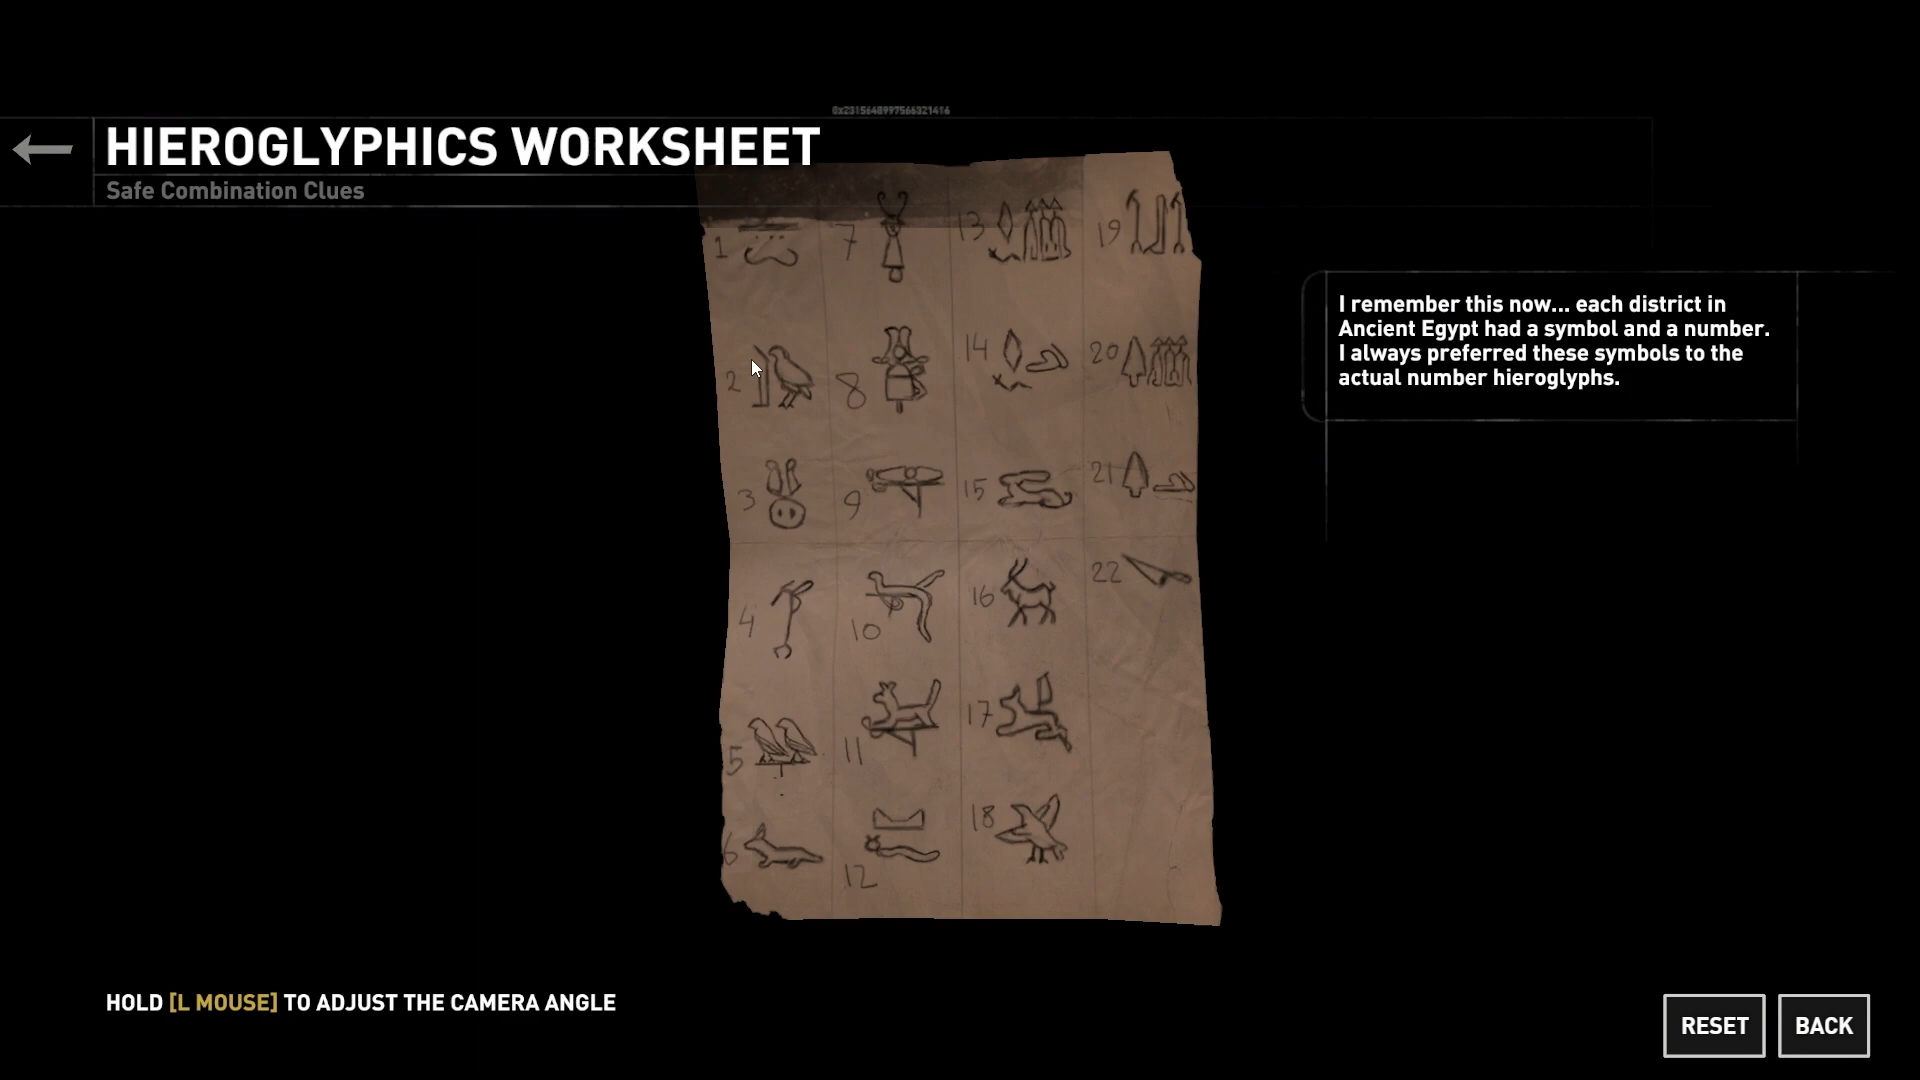 0x2315648997566321416
HIEROGLYPHICS WORKSHEET
Safe Combination Clues
1 7 13 19
2 8 14 20
3 9 15 21
4 10 16 22
5 11 17
6 12 18
I remember this now... each district in
Ancient Egypt had a symbol and a number.
I always preferred these symbols to the
actual number hieroglyphs.
HOLD [L MOUSE] TO ADJUST THE CAMERA ANGLE
RESET BACK